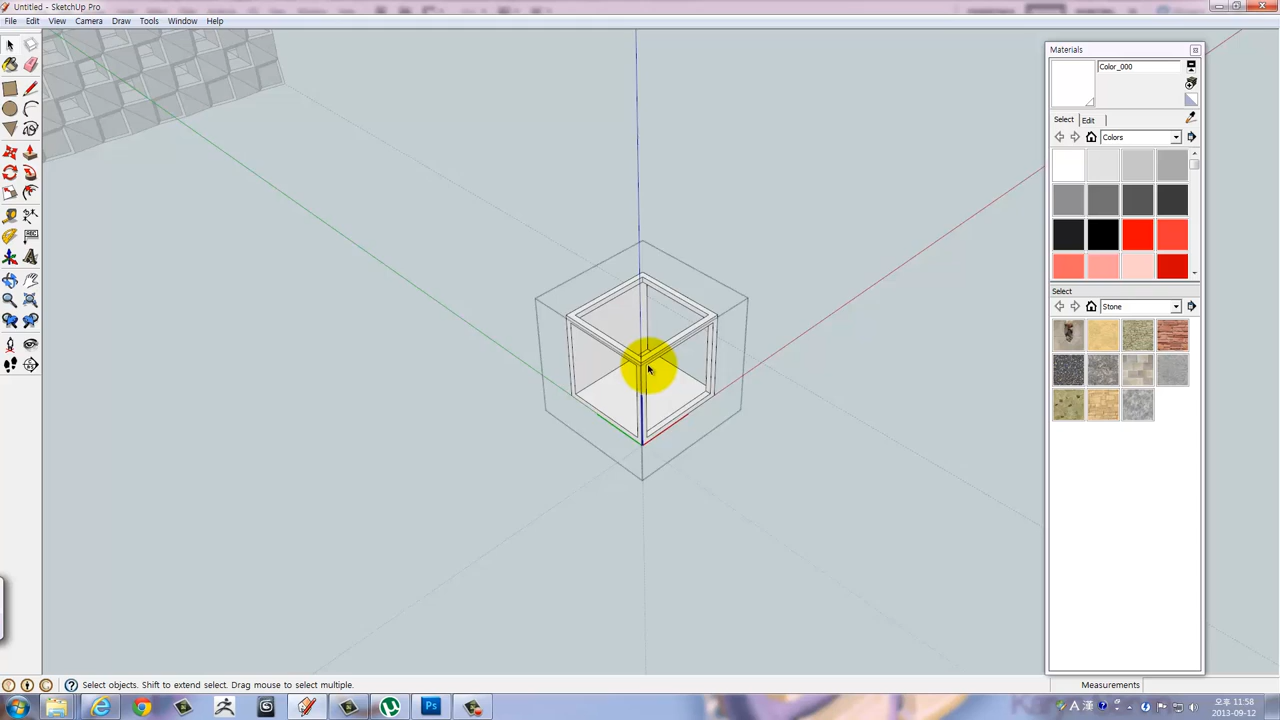 Untitled - SketchUp Pro
File Edit View Camera Draw Tools Window Help
Materials
Color_000
Select Edit
Colors
Select
Stone
Select objects. Shift to extend select. Drag mouse to select multiple.
Measurements
A 漢
오후 11:58
2013-09-12